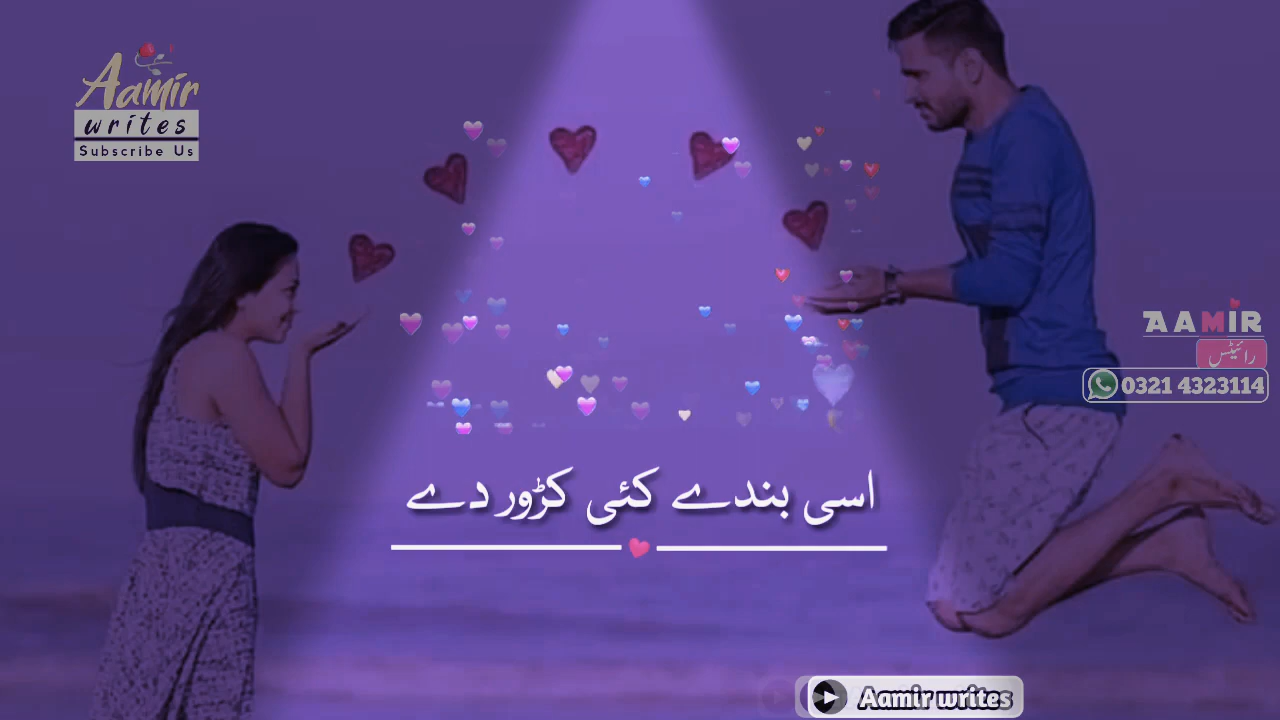 Aamir
writes
Subscribe Us
AAMIR
رائیٹس
0321 4323114
اسی بندے کئی کڑور دے
Aamir writes